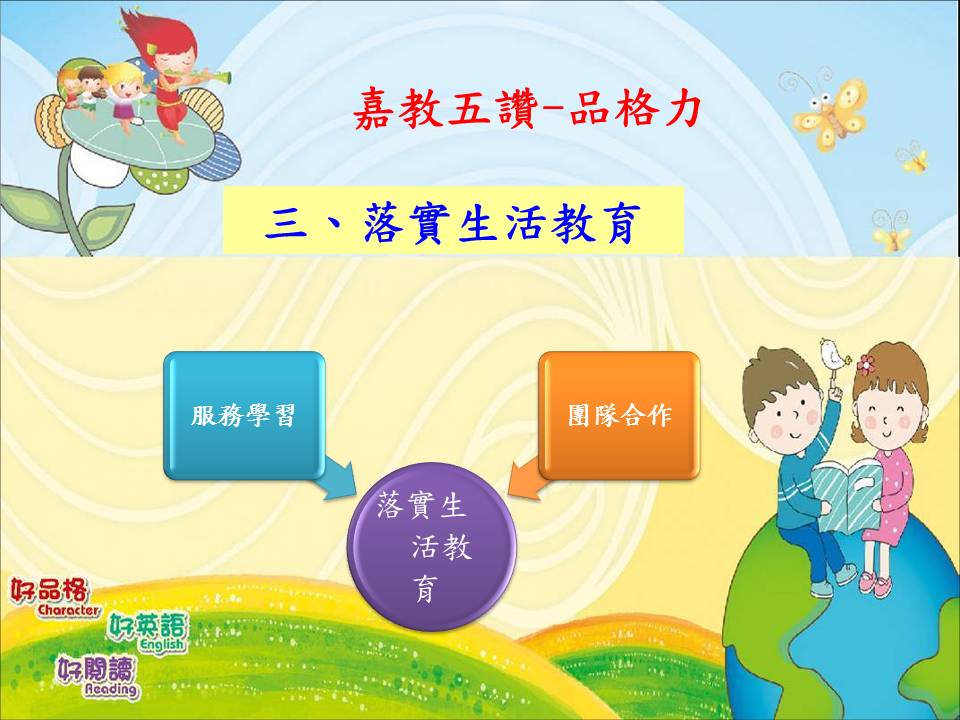 嘉教五讚-品格力
三、落實生活教育
服務學習
團隊合作
落實生
活教
育
好品格
Character
好英語
English
好閱讀
Reading